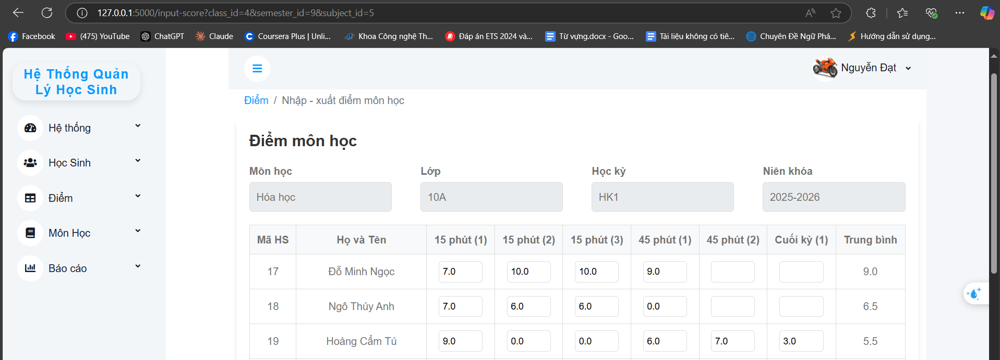 127.0.0.1:5000/input-score?class_id=4&semester_id=9&subject_id=5
Facebook
(475) YouTube
ChatGPT
Claude
Coursera Plus | Unli...
Khoa Công nghệ Th...
Đáp án ETS 2024 và...
Từ vựng.docx - Goo...
Tài liệu không có tiê...
Chuyên Đề Ngữ Phá...
Hướng dẫn sử dụng...
Hệ Thống Quản
Lý Học Sinh
Hệ thống
Học Sinh
Điểm
Môn Học
Báo cáo
Nguyễn Đạt
Điểm / Nhập - xuất điểm môn học
Điểm môn học
Môn học Lớp Học kỳ Niên khóa
Hóa học 10A HK1 2025-2026
Mã HS Họ và Tên 15 phút (1) 15 phút (2) 15 phút (3) 45 phút (1) 45 phút (2) Cuối kỳ (1) Trung bình
17 Đỗ Minh Ngọc 7.0 10.0 10.0 9.0 9.0
18 Ngô Thúy Anh 7.0 6.0 6.0 0.0 6.5
19 Hoàng Cẩm Tú 9.0 0.0 0.0 6.0 7.0 3.0 5.5